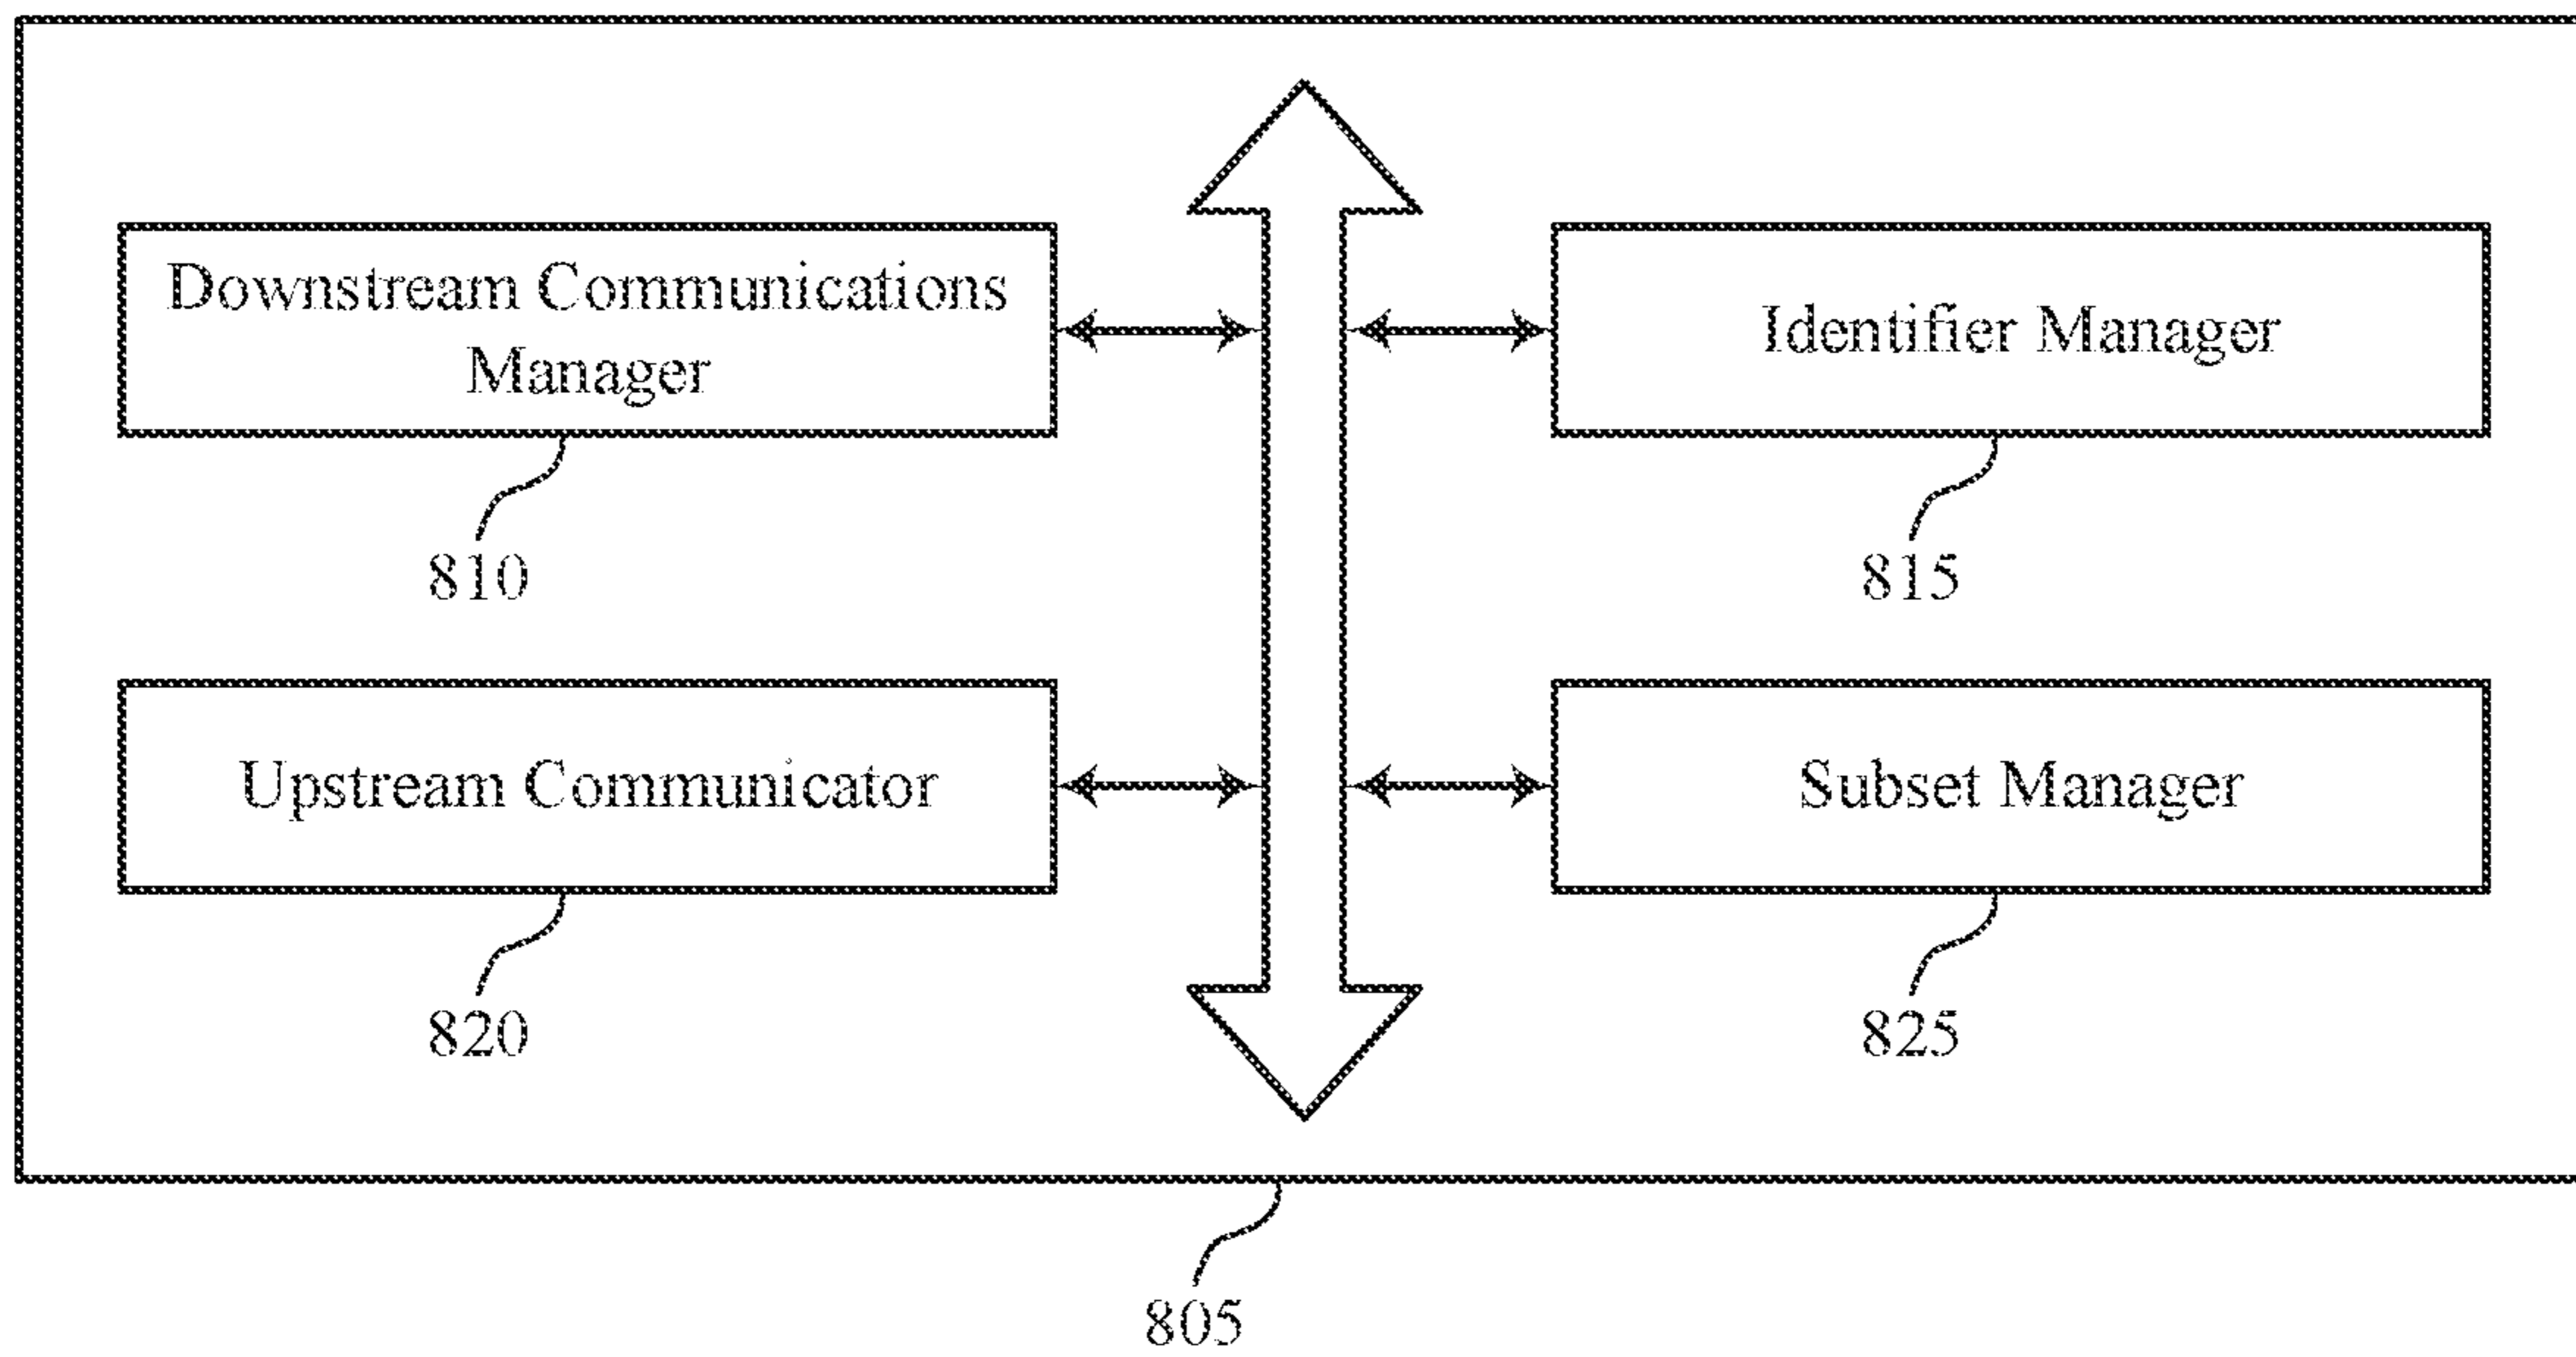 Downstream Communications
Manager
Identifier Manager
810
815
Upstream Communicator
Subset Manager
820
825
805